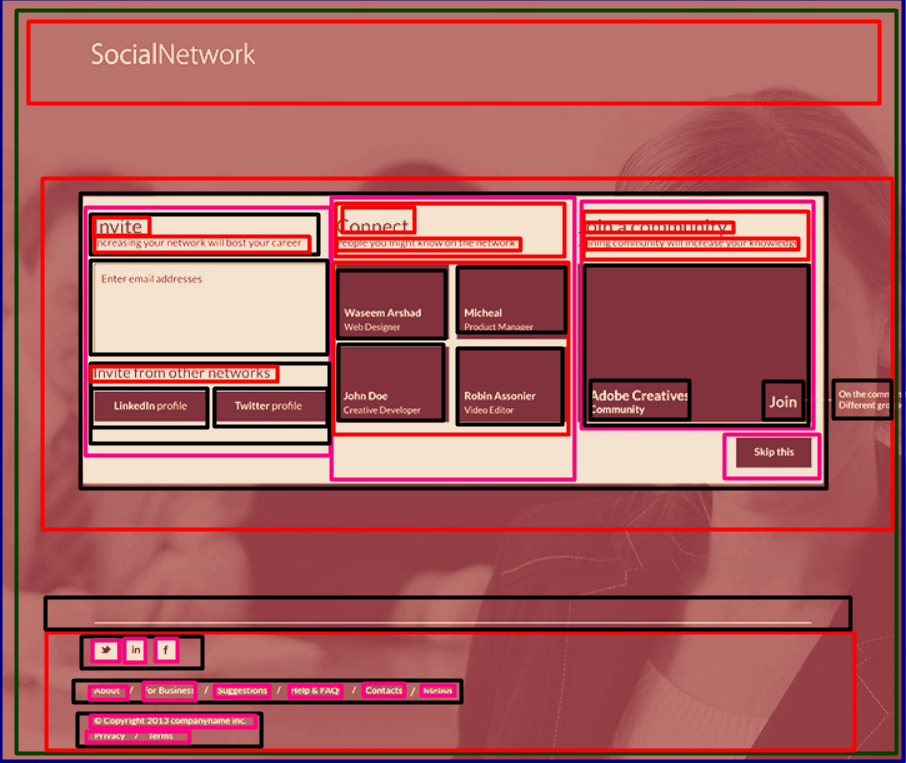 SocialNetwork
Invite
Increasing your network will bost your career
Enter email addresses
Invite from other networks
LinkedIn profile
Twitter profile
Connect
People you might know on the network
Waseem Arshad
Web Designer
Micheal
Product Manager
John Doe
Creative Developer
Robin Assonier
Video Editor
Join a community
Joining community will increase your knowledge
Adobe Creatives
Community
Join
On the comm
Different gro
Skip this
in f
About / For Business / Suggestions / Help & FAQ / Contacts /
© Copyright 2013 companyname inc.
Privacy / Terms